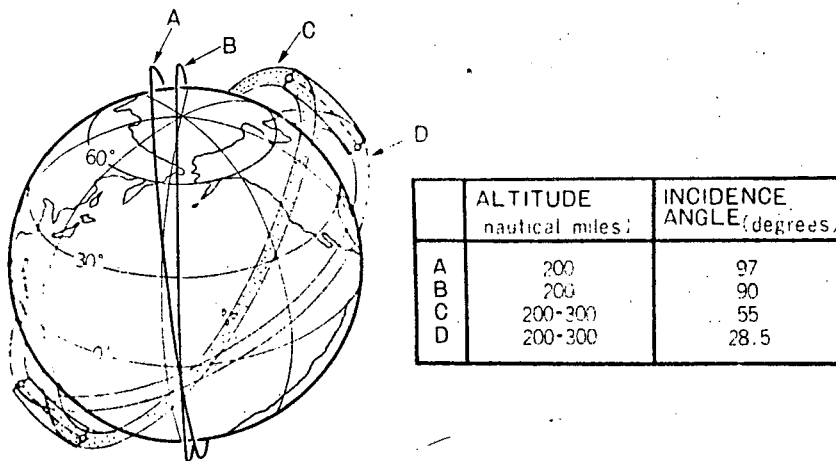 A
B
C
D
60°
30°
0°
ALTITUDE
nautical miles)
INCIDENCE
ANGLE (degrees)
A 200 97
B 200 90
C 200-300 55
D 200-300 28.5